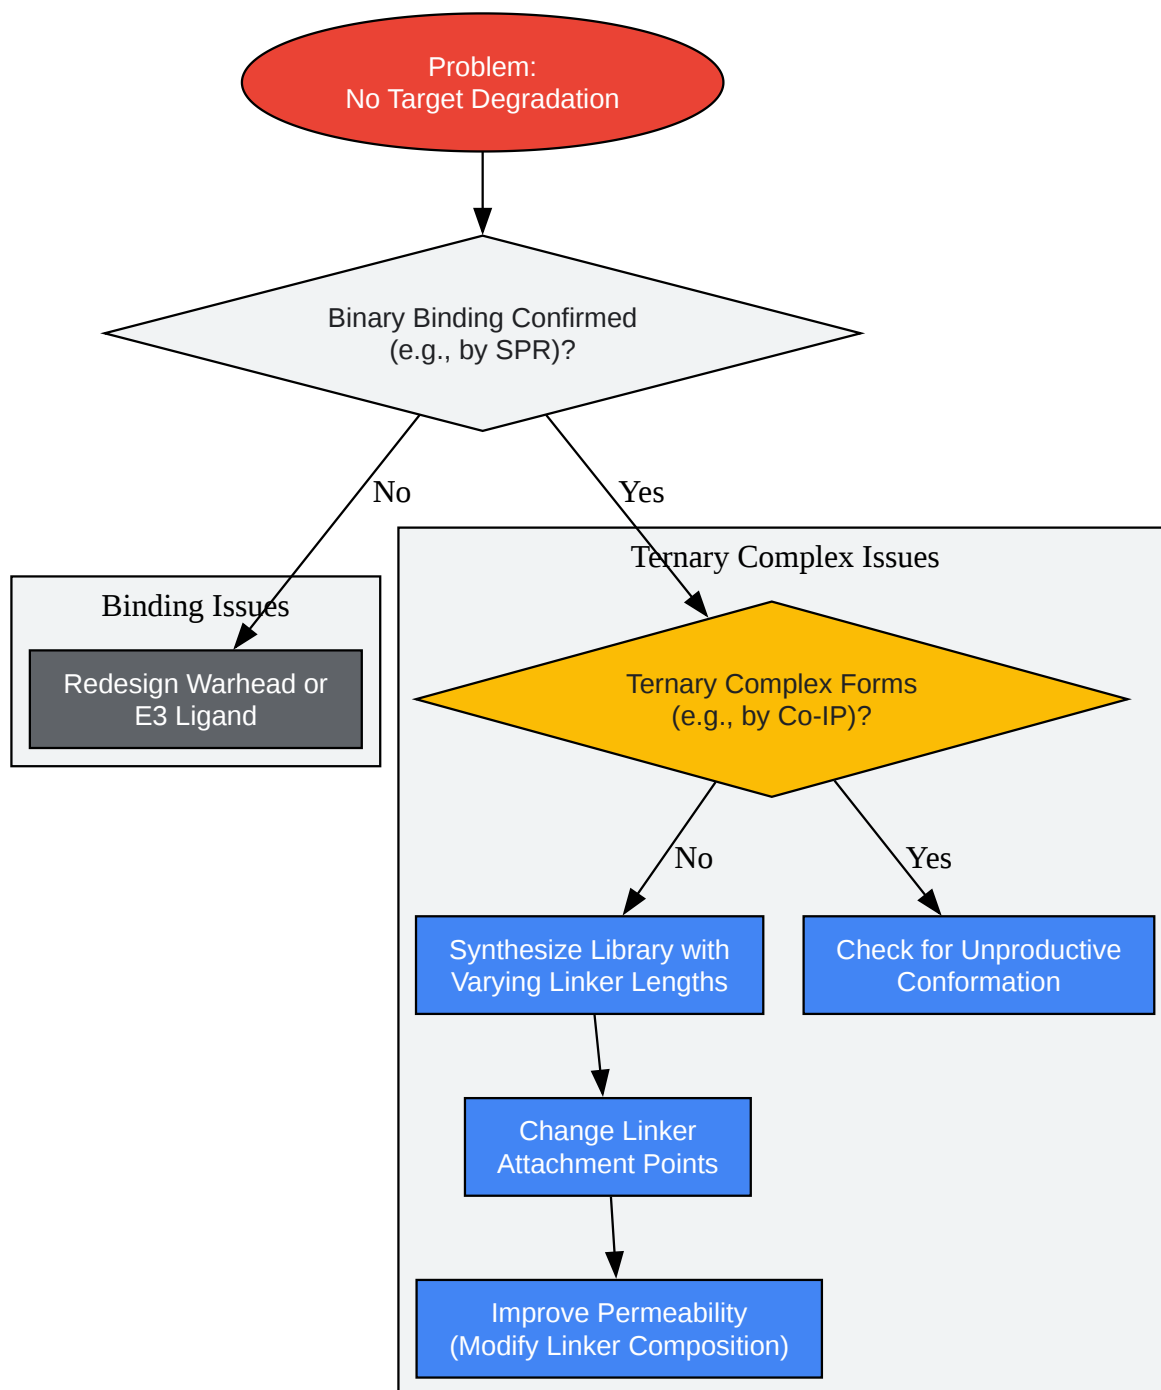 Problem:
No Target Degradation
Binary Binding Confirmed
(e.g., by SPR)?
No
Yes
Ternary Complex Issues
Binding Issues
Redesign Warhead or
E3 Ligand
Ternary Complex Forms
(e.g., by Co-IP)?
No
Yes
Synthesize Library with
Varying Linker Lengths
Check for Unproductive
Conformation
Change Linker
Attachment Points
Improve Permeability
(Modify Linker Composition)